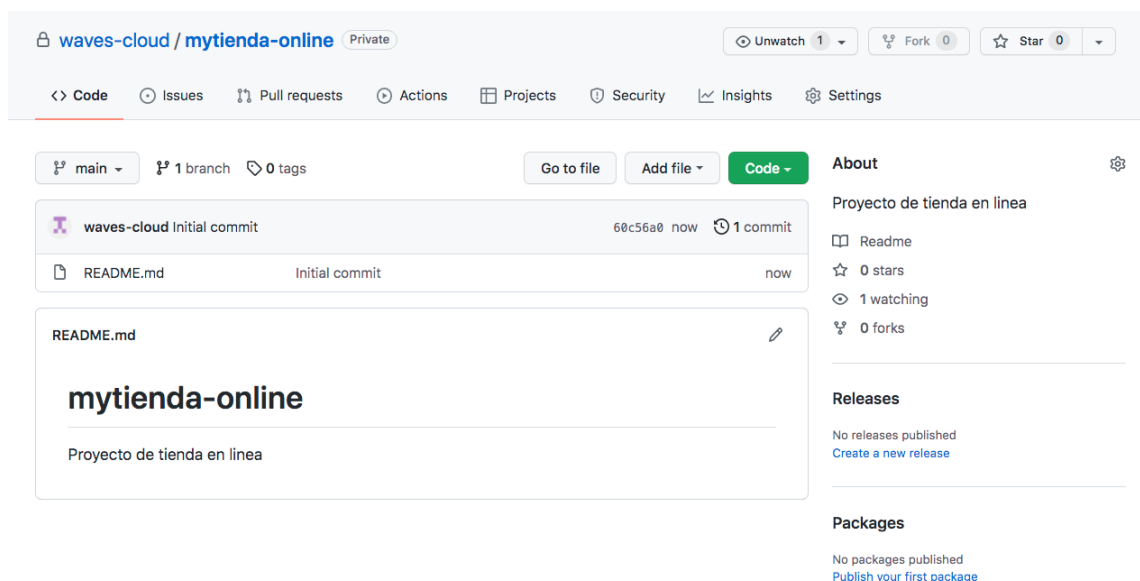 waves-cloud / mytienda-online Private
Unwatch 1 Fork 0 Star 0
Code Issues Pull requests Actions Projects Security Insights Settings
main 1 branch 0 tags Go to file Add file Code
waves-cloud Initial commit 60c56a0 now 1 commit
README.md Initial commit now
README.md
mytienda-online
Proyecto de tienda en linea
About
Proyecto de tienda en linea
Readme
0 stars
1 watching
0 forks
Releases
No releases published
Create a new release
Packages
No packages published
Publish your first package